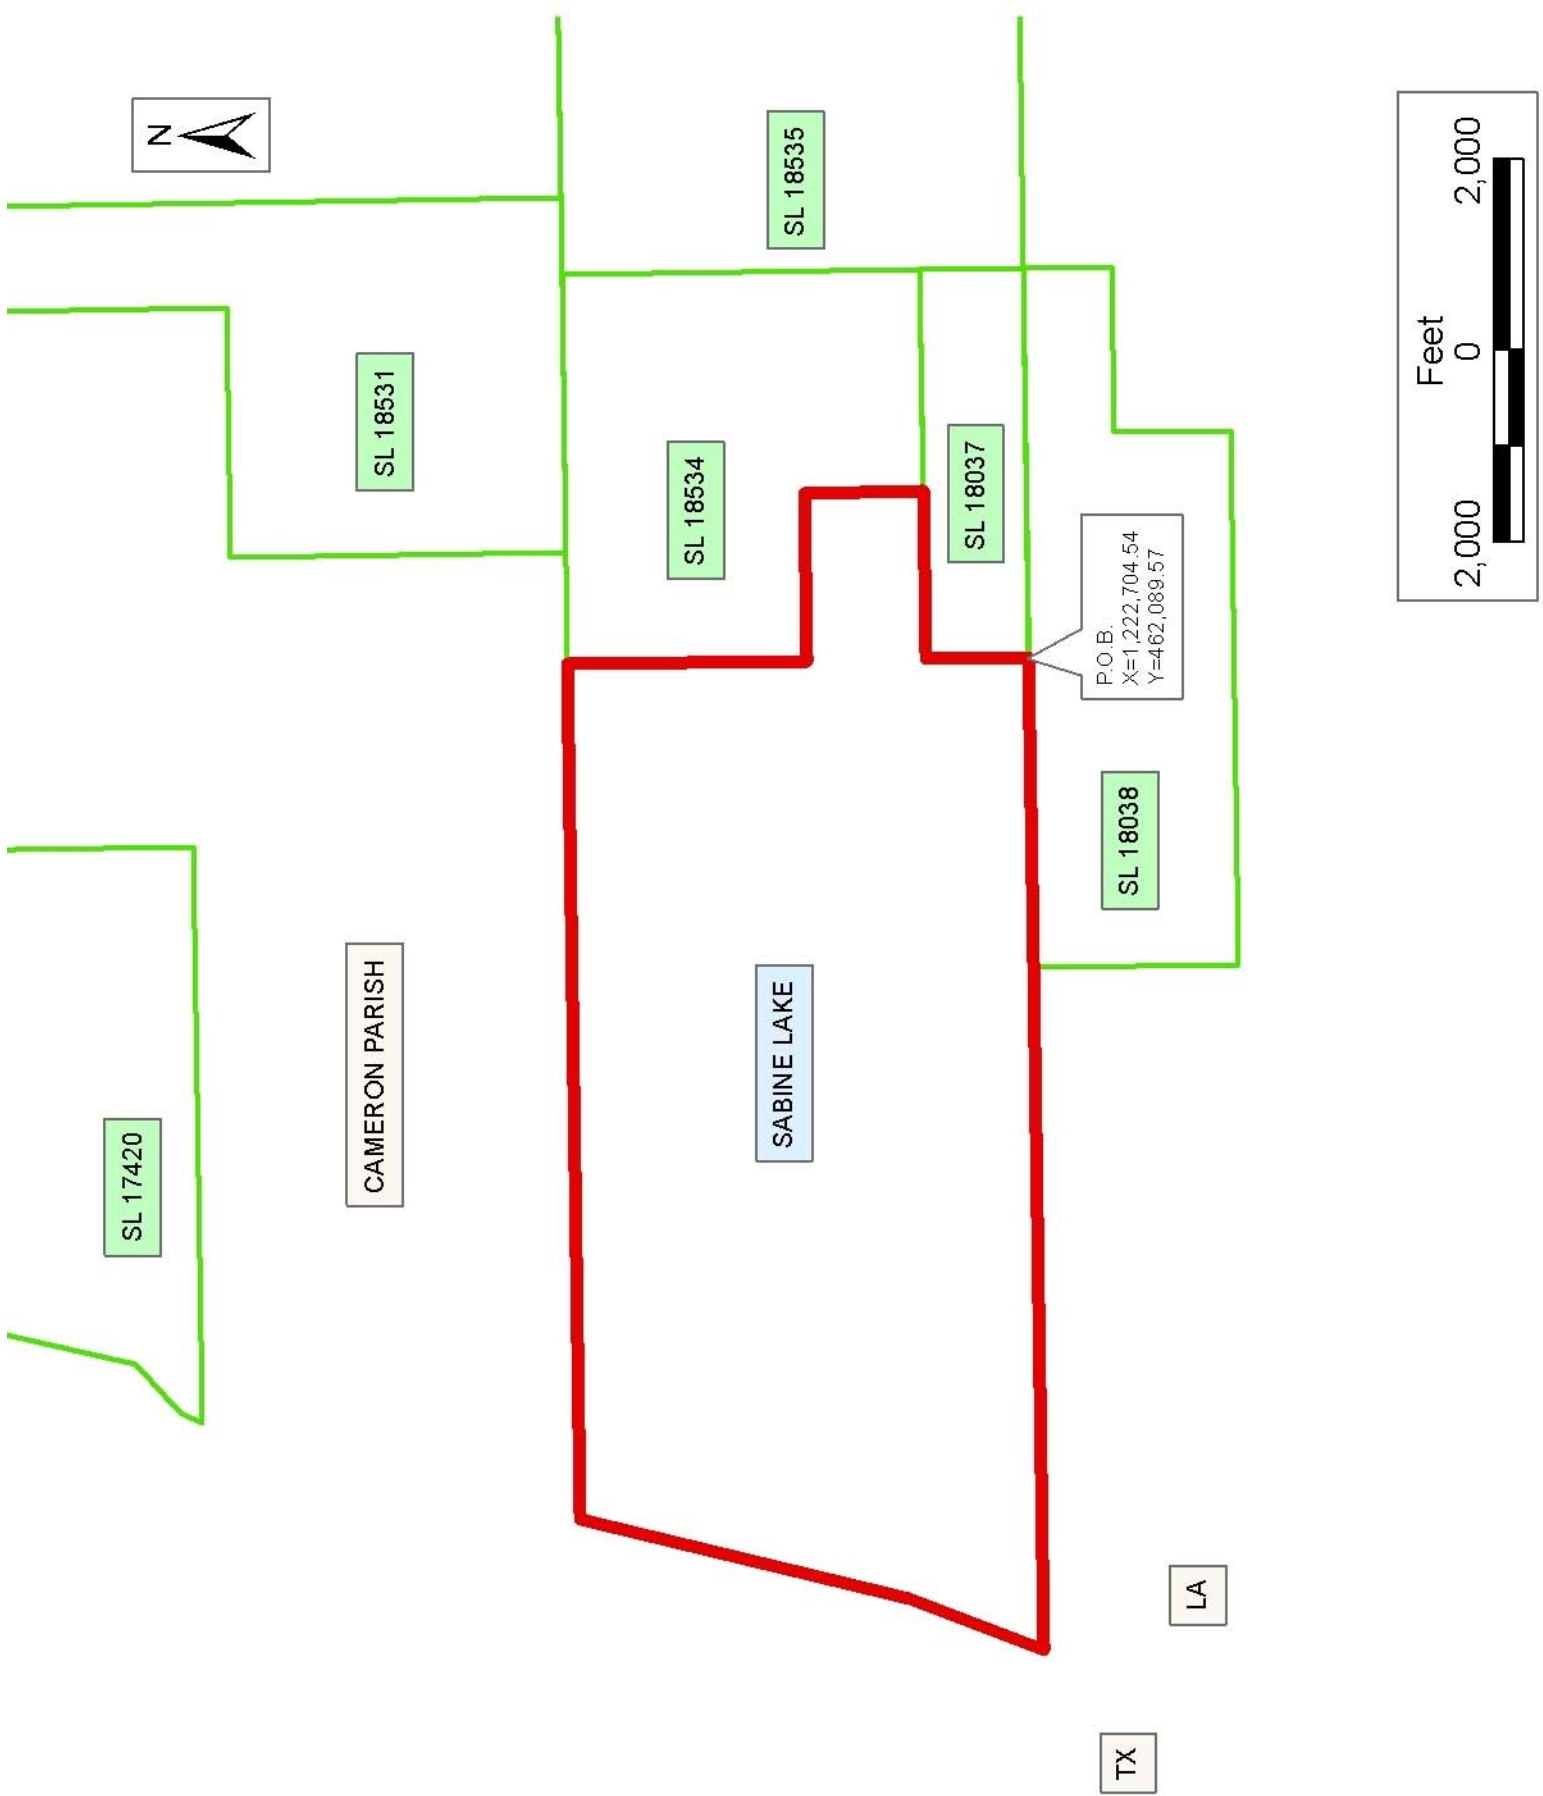 N
SL 17420
CAMERON PARISH
SL 18531
SL 18534
SL 18535
SABINE LAKE
SL 18037
P.O.B.
X=1,222,704.54
Y=462,089.57
SL 18038
TX
LA
Feet
2,000 0 2,000